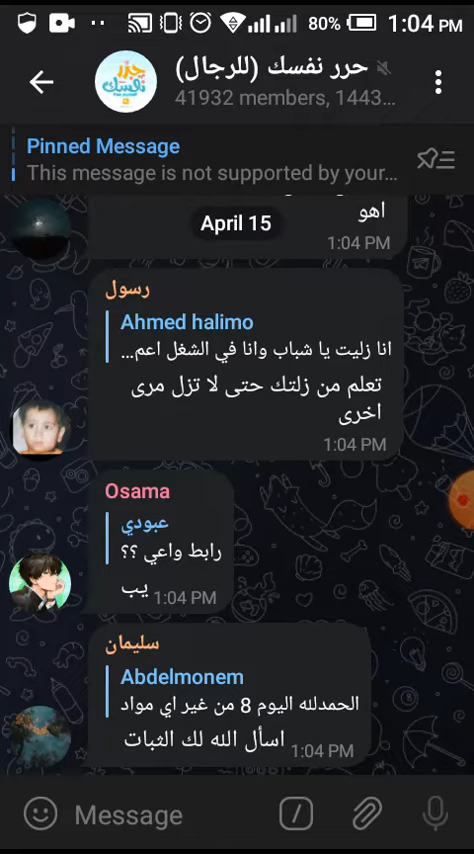 80% 1:04 PM
حرر نفسك (للرجال)
41932 members, 1443...
حرر نفسك
Pinned Message
This message is not supported by your...
اهو
April 15
1:04 PM
رسول
Ahmed halimo
انا زليت يا شباب وانا في الشغل اعم...
تعلم من زلتك حتى لا تزل مرى
اخرى
1:04 PM
Osama
عبودي
رابط واعي ؟؟
يب 1:04 PM
سليمان
Abdelmonem
الحمدلله اليوم 8 من غير اي مواد
اسأل الله لك الثبات 1:04 PM
Message